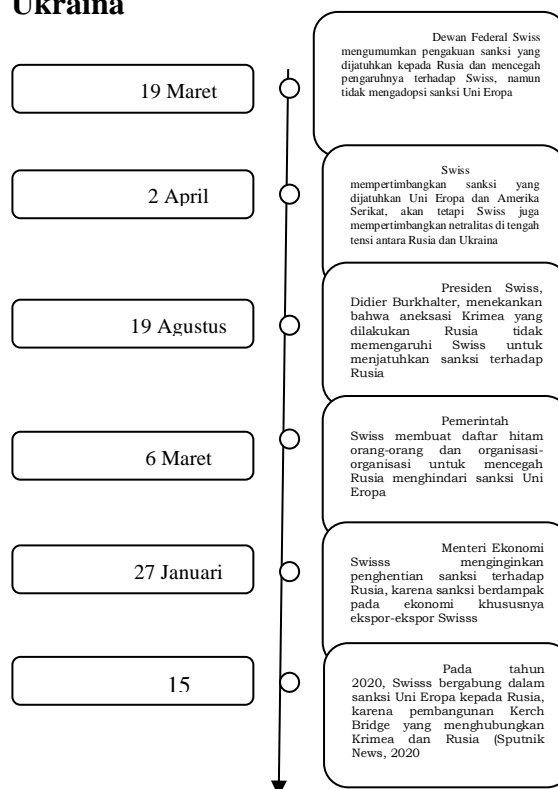 Ukraina
19 Maret
Dewan Federal Swiss
mengumumkan pengakuan sanksi yang
dijatuhkan kepada Rusia dan mencegah
pengaruhnya terhadap Swiss, namun
tidak mengadopsi sanksi Uni Eropa
2 April
Swiss
mempertimbangkan sanksi yang
dijatuhkan Uni Eropa dan Amerika
Serikat, akan tetapi Swiss juga
mempertimbangkan netralitas di tengah
tensi antara Rusia dan Ukraina
19 Agustus
Presiden Swiss,
Didier Burkhalter, menekankan
bahwa aneksasi Krimea yang
dilakukan Rusia tidak
memengaruhi Swiss untuk
menjatuhkan sanksi terhadap
Rusia
6 Maret
Pemerintah
Swiss membuat daftar hitam
orang-orang dan organisasi-
organisasi untuk mencegah
Rusia menghindari sanksi Uni
Eropa
27 Januari
Menteri Ekonomi
Swisss menginginkan
penghentian sanksi terhadap
Rusia, karena sanksi berdampak
pada ekonomi khususnya
ekspor-ekspor Swisss
15
Pada tahun
2020, Swisss bergabung dalam
sanksi Uni Eropa kepada Rusia,
karena pembangunan Kerch
Bridge yang menghubungkan
Krimea dan Rusia (Sputnik
News, 2020